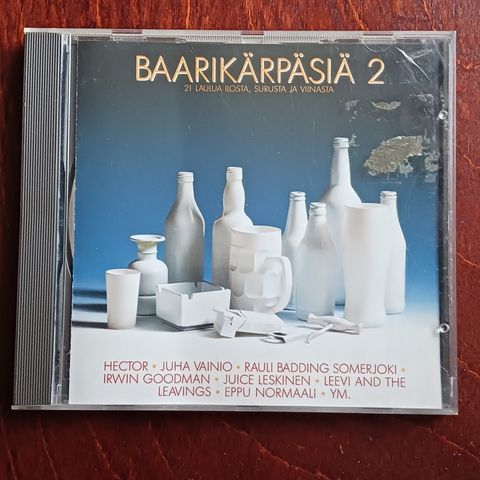 BAARIKÄRPÄSIÄ 2
21 LAULUA ILOSTA, SURUSTA JA VIINASTA
HECTOR • JUHA VAINIO • RAULI BADDING SOMERJOKI •
IRWIN GOODMAN • JUICE LESKINEN • LEEVI AND THE
LEAVINGS • EPPU NORMAALI • YM.